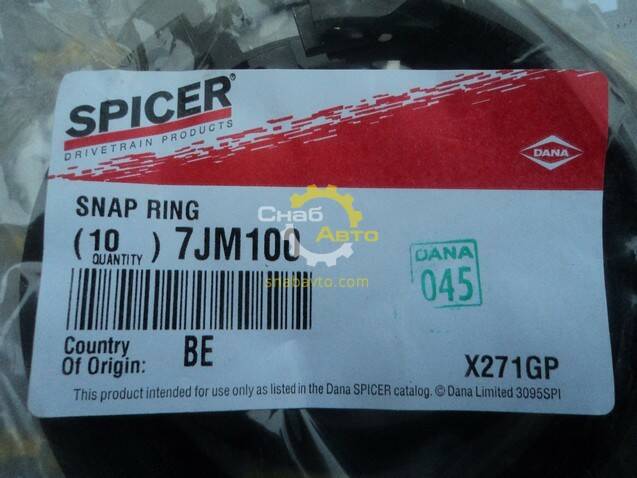 SPICER®
DRIVETRAIN PRODUCTS
DANA
SNAP RING
(10) 7JM100
QUANTITY
Снаб
Авто
snabavto.com
DANA
045
Country
Of Origin: BE
X271GP
This product intended for use only as listed in the Dana SPICER catalog. © Dana Limited 3095SPI